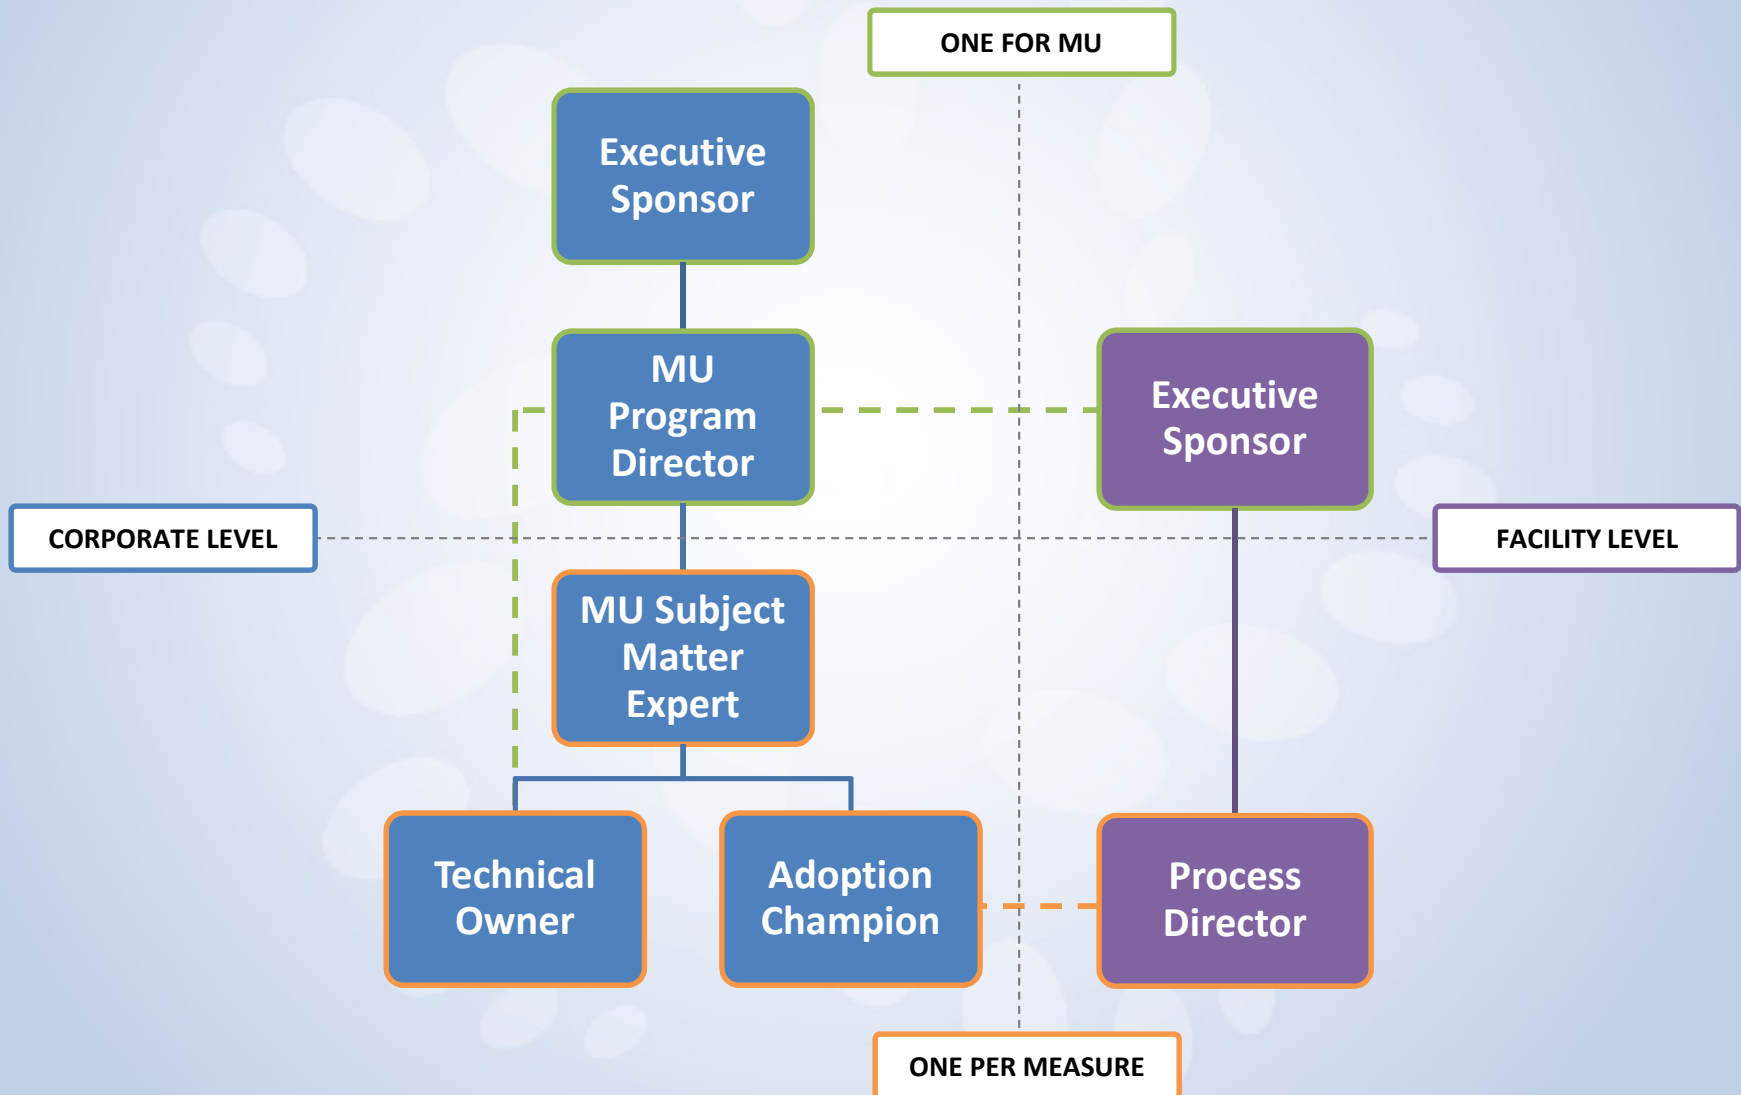 ONE FOR MU
Executive
Sponsor
MU
Program
Director
Executive
Sponsor
CORPORATE LEVEL
FACILITY LEVEL
MU Subject
Matter
Expert
Technical
Owner
Adoption
Champion
Process
Director
ONE PER MEASURE